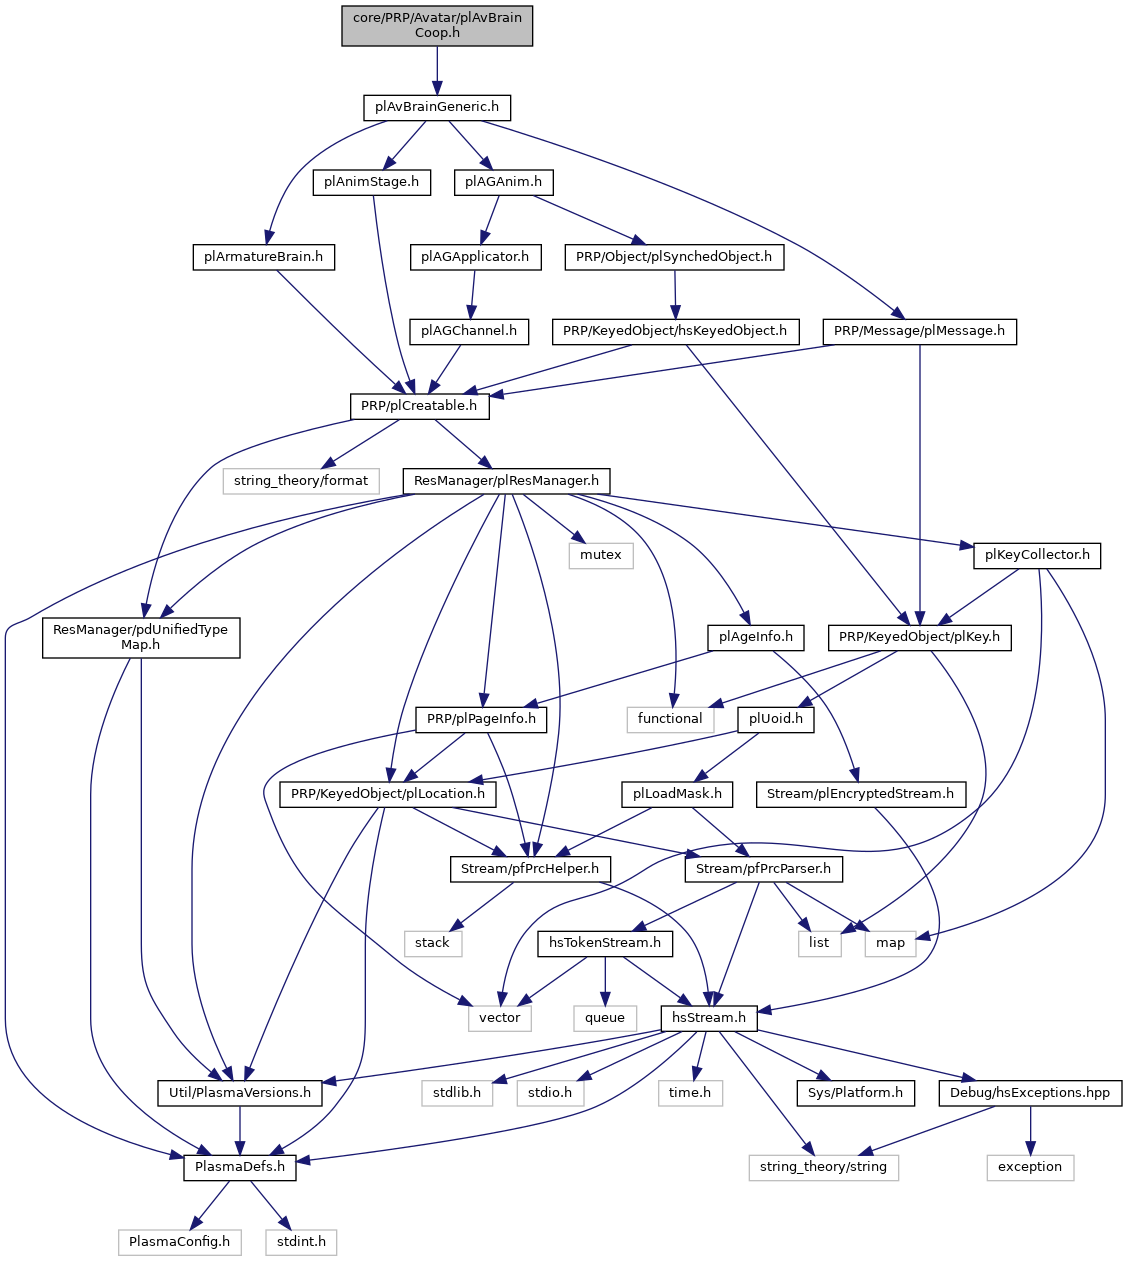 core/PRP/Avatar/plAvBrain
Coop.h
plAvBrainGeneric.h
plAnimStage.h
plAGAnim.h
plArmatureBrain.h
plAGApplicator.h
PRP/Object/plSynchedObject.h
plAGChannel.h
PRP/KeyedObject/hsKeyedObject.h
PRP/Message/plMessage.h
PRP/plCreatable.h
string_theory/format
ResManager/plResManager.h
mutex
plKeyCollector.h
ResManager/pdUnifiedType
Map.h
plAgeInfo.h
PRP/KeyedObject/plKey.h
PRP/plPageInfo.h
functional
plUoid.h
PRP/KeyedObject/plLocation.h
plLoadMask.h
Stream/plEncryptedStream.h
Stream/pfPrcHelper.h
Stream/pfPrcParser.h
stack
hsTokenStream.h
list
map
vector
queue
hsStream.h
Util/PlasmaVersions.h
stdlib.h
stdio.h
time.h
Sys/Platform.h
Debug/hsExceptions.hpp
PlasmaDefs.h
string_theory/string
exception
PlasmaConfig.h
stdint.h